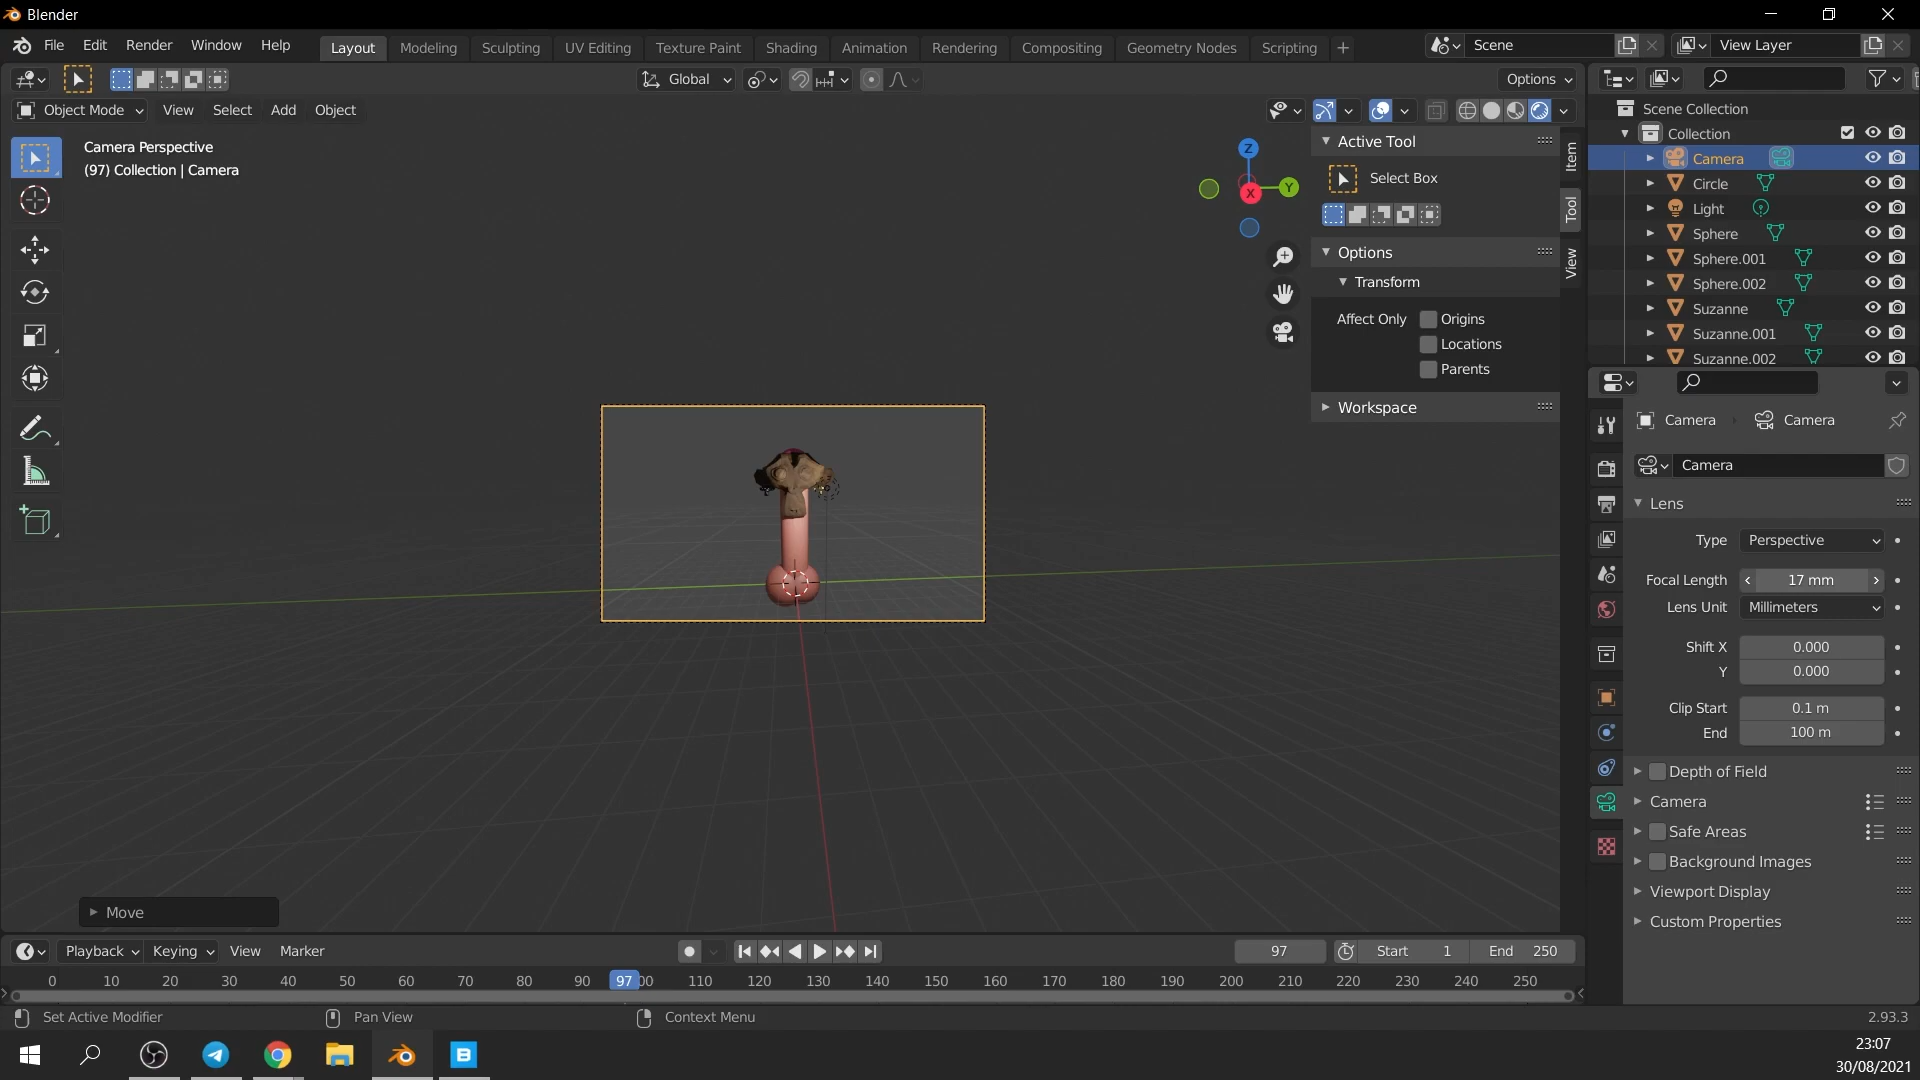 Blender
File Edit Render Window Help
Layout Modeling Sculpting UV Editing Texture Paint Shading Animation Rendering Compositing Geometry Nodes Scripting +
Scene
View Layer
Global
Options
Object Mode View Select Add Object
Camera Perspective
(97) Collection | Camera
Z
Y
X
Active Tool
Select Box
Options
Transform
Affect Only Origins
Locations
Parents
Workspace
Item
Tool
View
Scene Collection
Collection
Camera
Circle
Light
Sphere
Sphere.001
Sphere.002
Suzanne
Suzanne.001
Suzanne.002
Camera Camera
Camera
Lens
Type Perspective
Focal Length 17 mm
Lens Unit Millimeters
Shift X 0.000
Y 0.000
Clip Start 0.1 m
End 100 m
Depth of Field
Camera
Safe Areas
Background Images
Viewport Display
Custom Properties
Move
Playback Keying View Marker
97
Start 1
End 250
0 10 20 30 40 50 60 70 80 90 97 00 110 120 130 140 150 160 170 180 190 200 210 220 230 240 250
Set Active Modifier
Pan View
Context Menu
2.93.3
B
23:07
30/08/2021